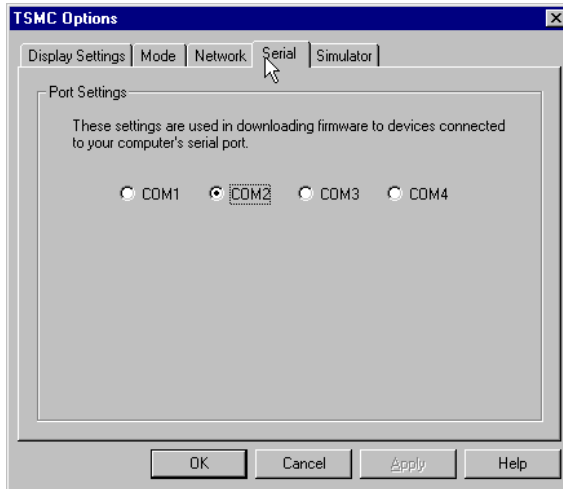 TSMC Options
Display Settings Mode Network Serial Simulator
Port Settings
These settings are used in downloading firmware to devices connected
to your computer's serial port.
COM1 COM2 COM3 COM4
OK Cancel Apply Help